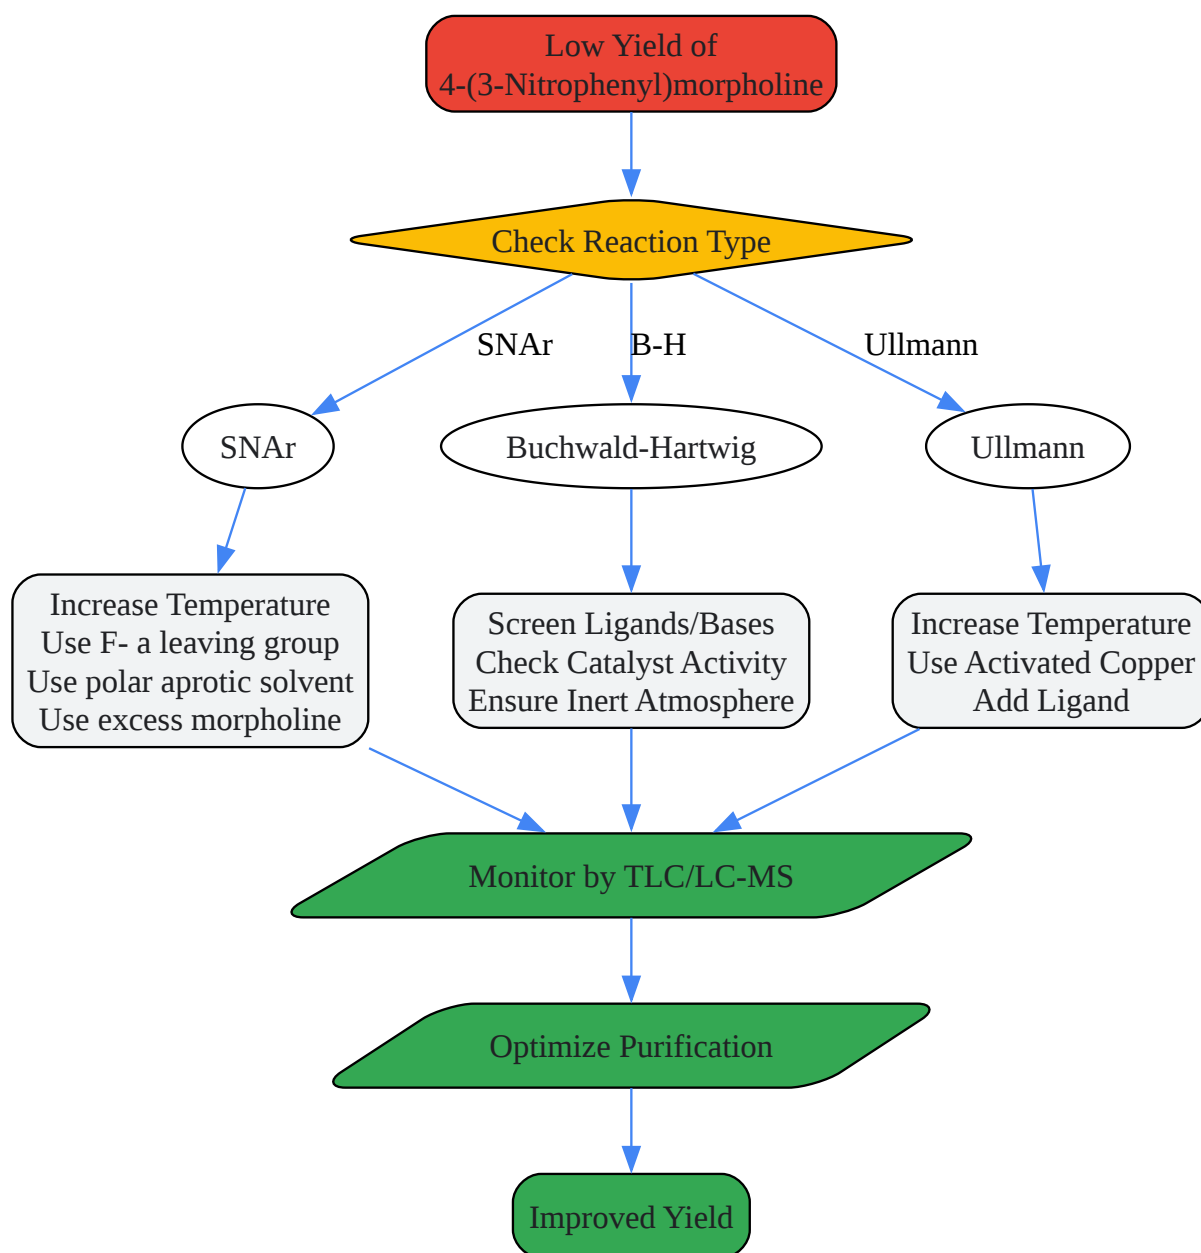 Low Yield of
4-(3-Nitrophenyl)morpholine
Check Reaction Type
SNAr
B-H
Ullmann
SNAr
Buchwald-Hartwig
Ullmann
Increase Temperature
Use F- a leaving group
Use polar aprotic solvent
Use excess morpholine
Screen Ligands/Bases
Check Catalyst Activity
Ensure Inert Atmosphere
Increase Temperature
Use Activated Copper
Add Ligand
Monitor by TLC/LC-MS
Optimize Purification
Improved Yield